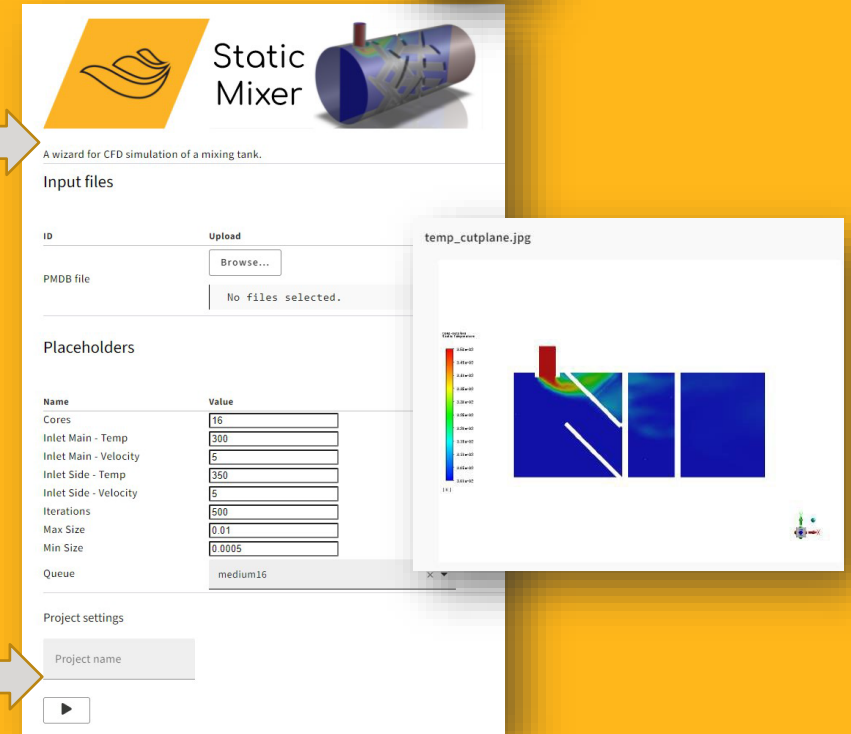 Static
Mixer
A wizard for CFD simulation of a mixing tank.
Input files
ID Upload
PMDB file
Browse...
No files selected.
Placeholders
Name Value
Cores 16
Inlet Main - Temp 300
Inlet Main - Velocity 5
Inlet Side - Temp 350
Inlet Side - Velocity 5
Iterations 500
Max Size 0.01
Min Size 0.0005
Queue medium16
Project settings
Project name
temp_cutplane.jpg